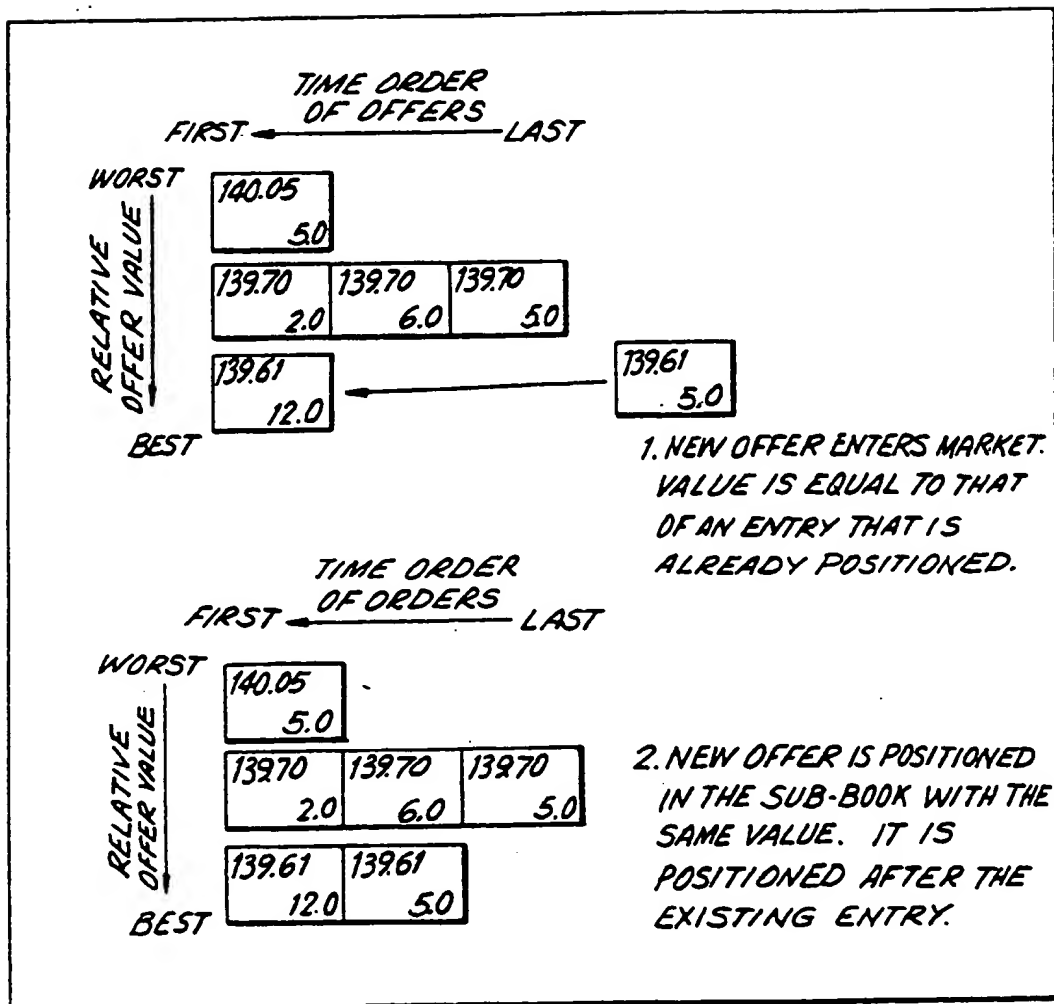 TIME ORDER
OF OFFERS
FIRST LAST
WORST
RELATIVE
OFFER VALUE
BEST
140.05
5.0
139.70 139.70 139.70
2.0 6.0 5.0
139.61
12.0
139.61
5.0
1. NEW OFFER ENTERS MARKET.
VALUE IS EQUAL TO THAT
OF AN ENTRY THAT IS
ALREADY POSITIONED.
TIME ORDER
OF ORDERS
FIRST LAST
WORST
RELATIVE
OFFER VALUE
BEST
140.05
5.0
139.70 139.70 139.70
2.0 6.0 5.0
139.61 139.61
12.0 5.0
2. NEW OFFER IS POSITIONED
IN THE SUB-BOOK WITH THE
SAME VALUE. IT IS
POSITIONED AFTER THE
EXISTING ENTRY.